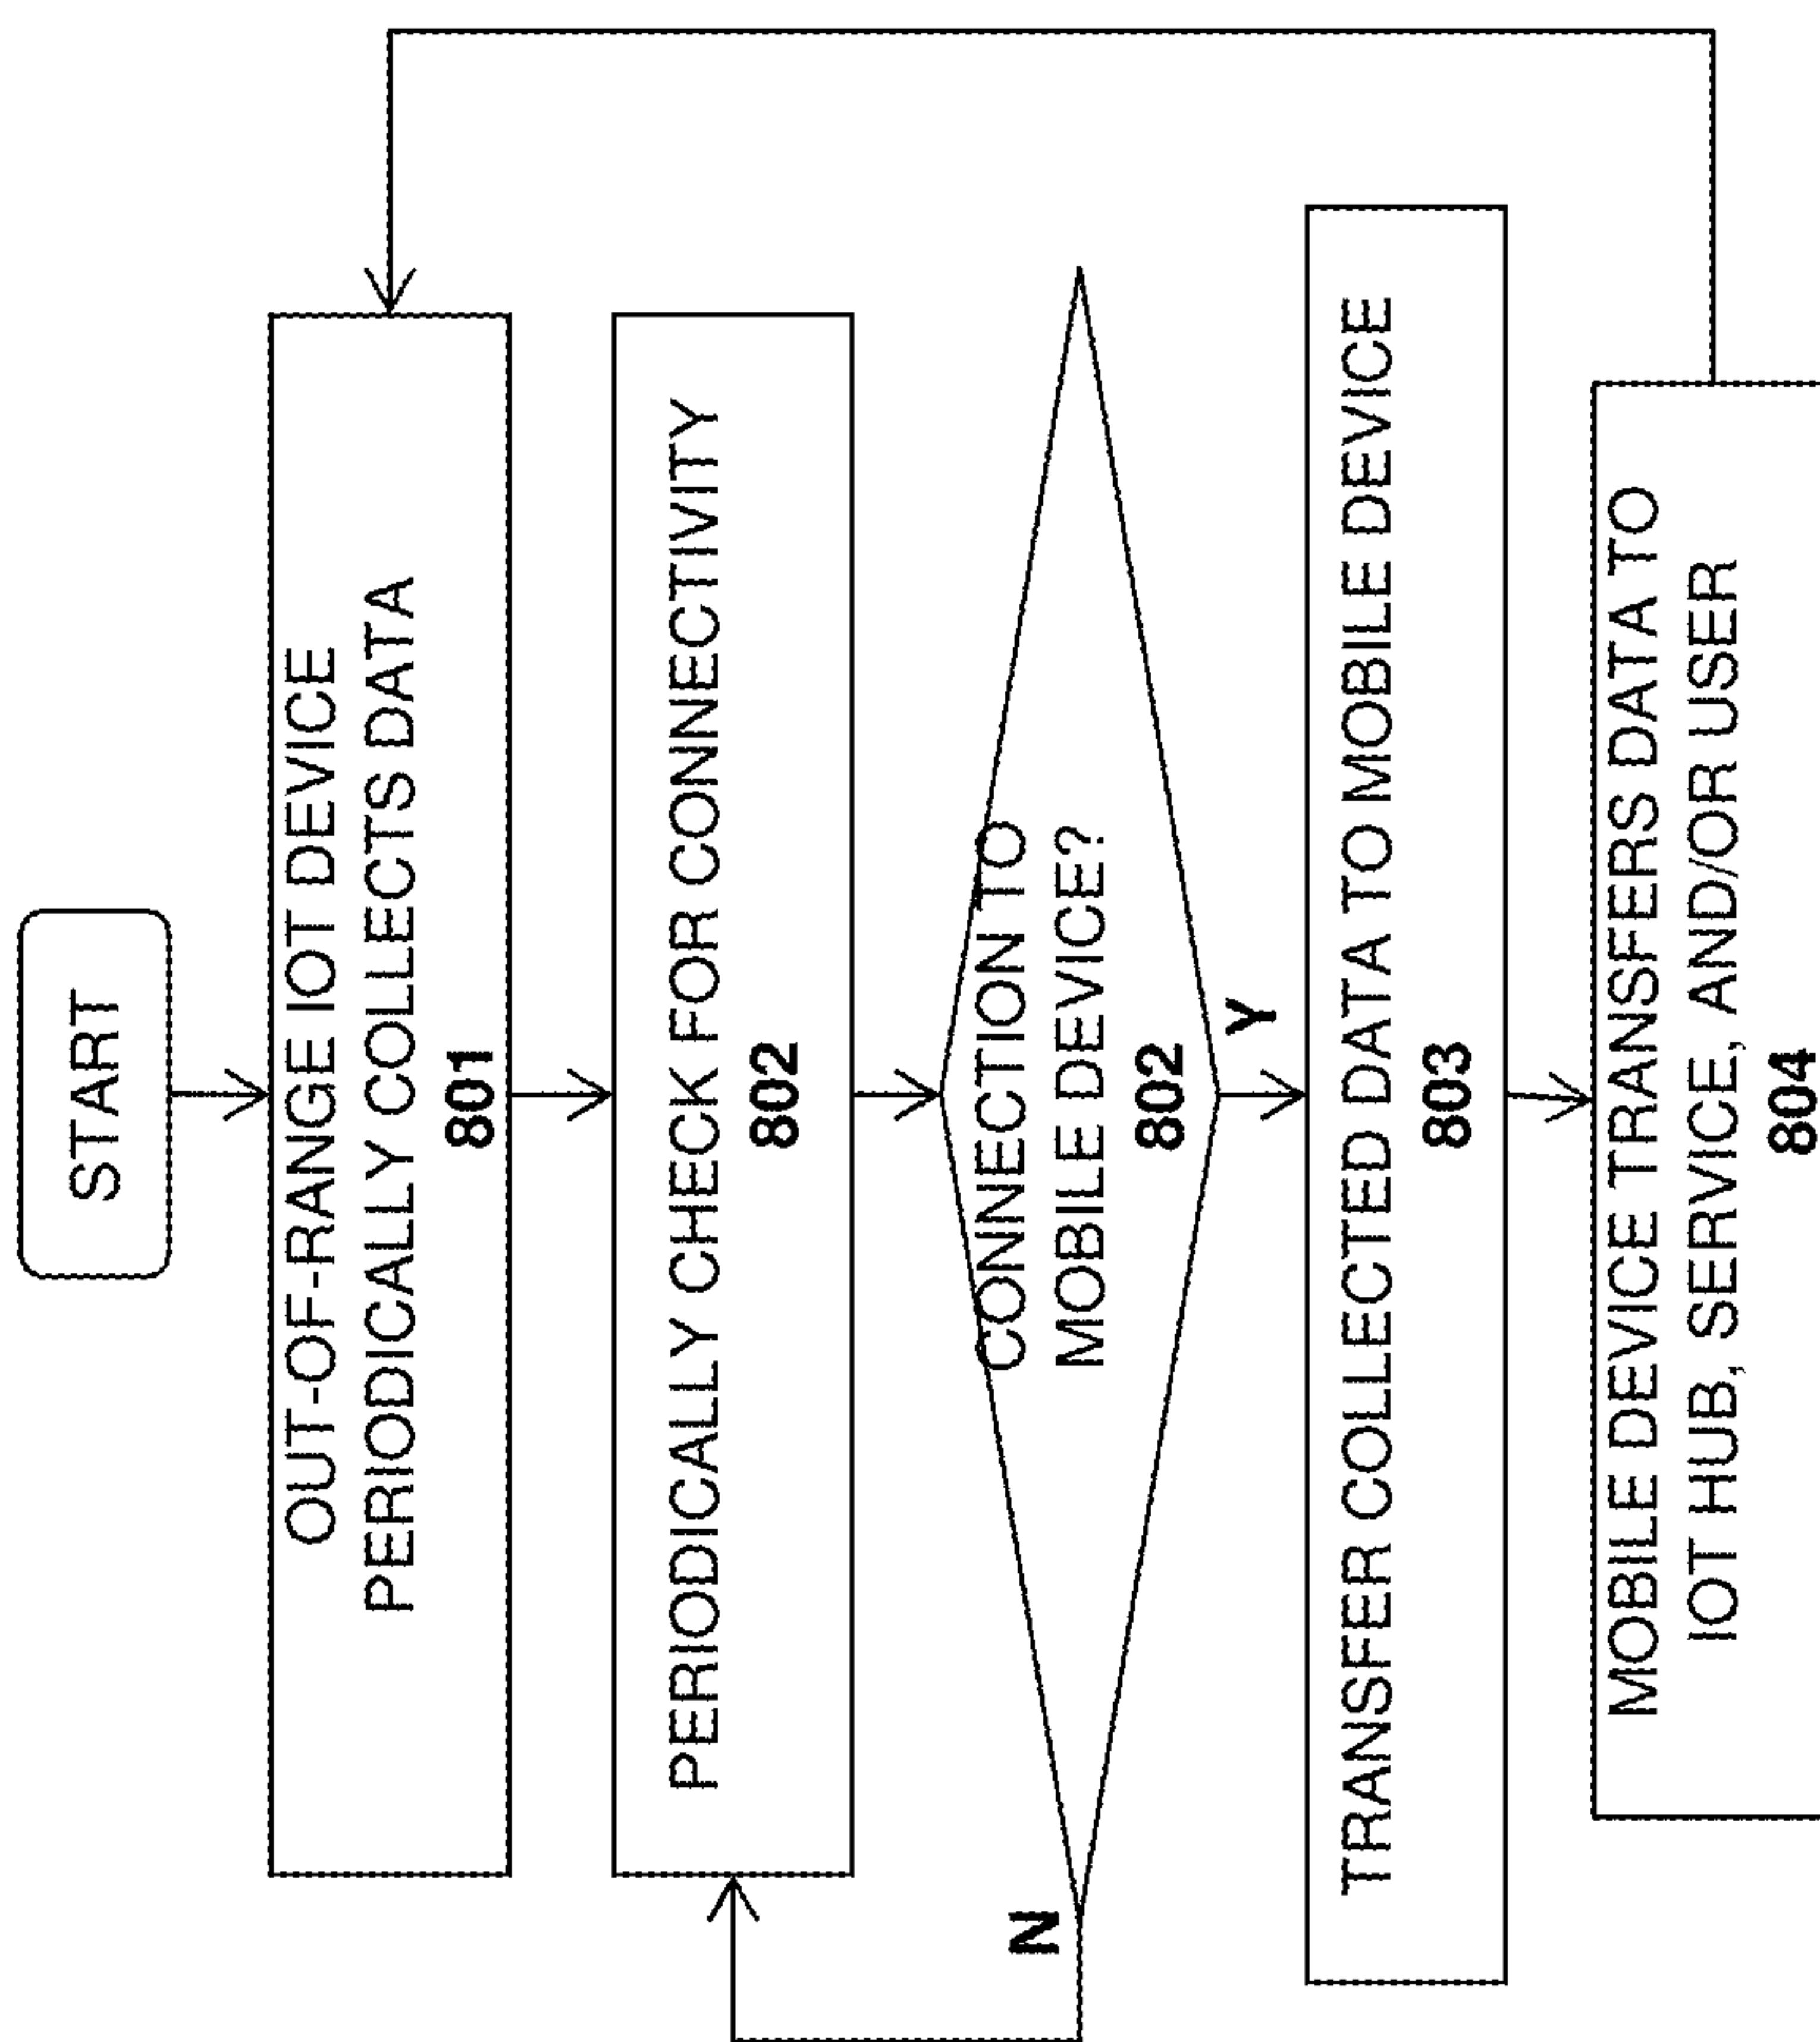 START
OUT-OF-RANGE IOT DEVICE
PERIODICALLY COLLECTS DATA
801
PERIODICALLY CHECK FOR CONNECTIVITY
802
CONNECTION TO
MOBILE DEVICE?
802
N
Y
TRANSFER COLLECTED DATA TO MOBILE DEVICE
803
MOBILE DEVICE TRANSFERS DATA TO
IOT HUB, SERVICE, AND/OR USER
804